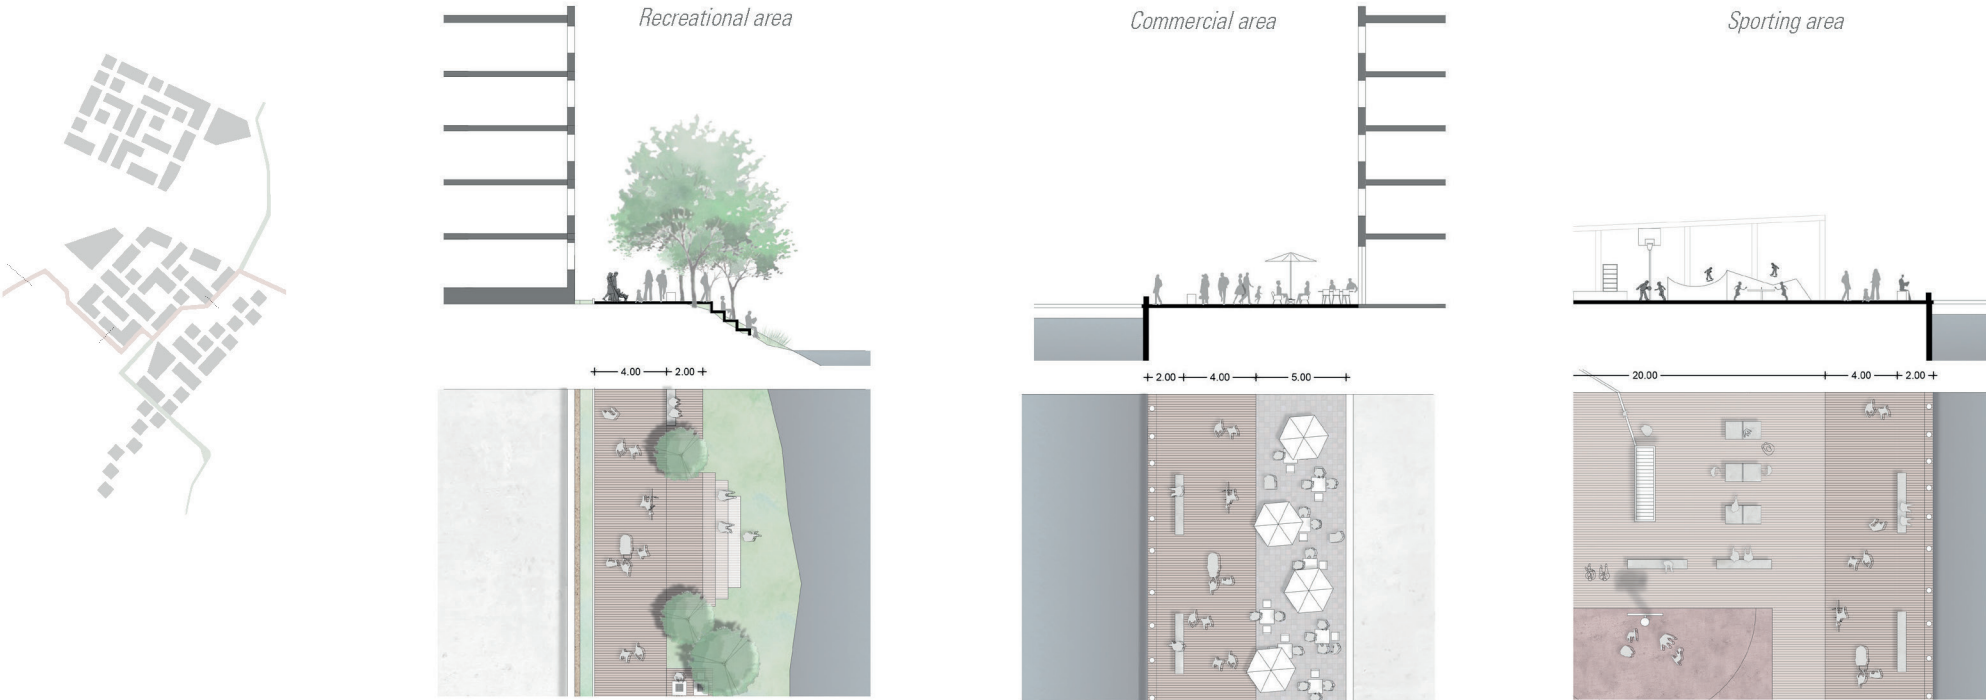 Recreational area
Commercial area
Sporting area
4.00 2.00
2.00 4.00 5.00
20.00 4.00 2.00